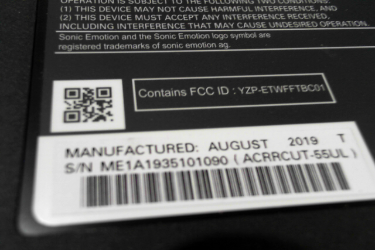 OPERATION IS SUBJECT TO THE FOLLOWING TWO CONDITIONS:
(1) THIS DEVICE MAY NOT CAUSE HARMFUL INTERFERENCE, AND
(2) THIS DEVICE MUST ACCEPT ANY INTERFERENCE RECEIVED,
INCLUDING INTERFERENCE THAT MAY CAUSE UNDESIRED OPERATION.
Sonic Emotion and the Sonic Emotion logo symbol are
registered trademarks of sonic emotion ag.
Contains FCC ID : YZP-ETWFFTBC01
MANUFACTURED: AUGUST 2019 T
S/N ME1A1935101090 ( ACRRCUT-55UL )